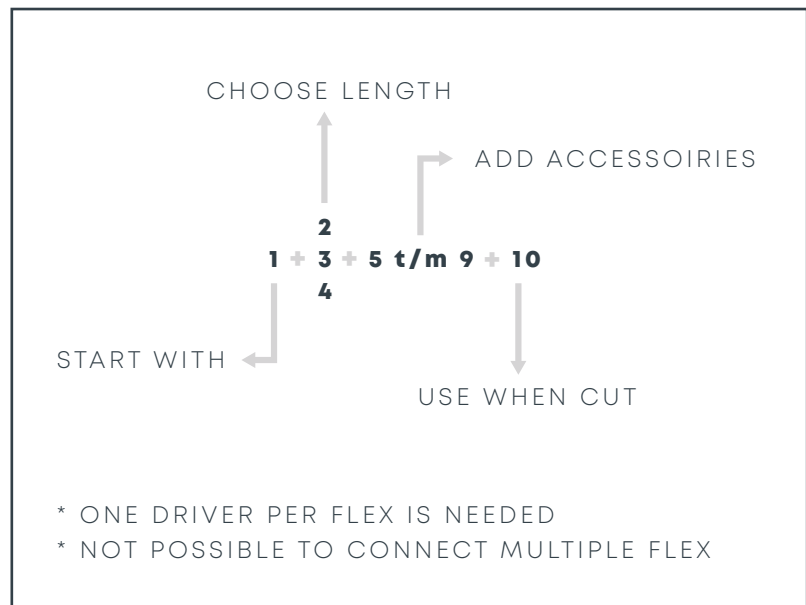 CHOOSE LENGTH
ADD ACCESSOIRIES
2
1 + 3 + 5 t/m 9 + 10
4
START WITH
USE WHEN CUT
* ONE DRIVER PER FLEX IS NEEDED
* NOT POSSIBLE TO CONNECT MULTIPLE FLEX